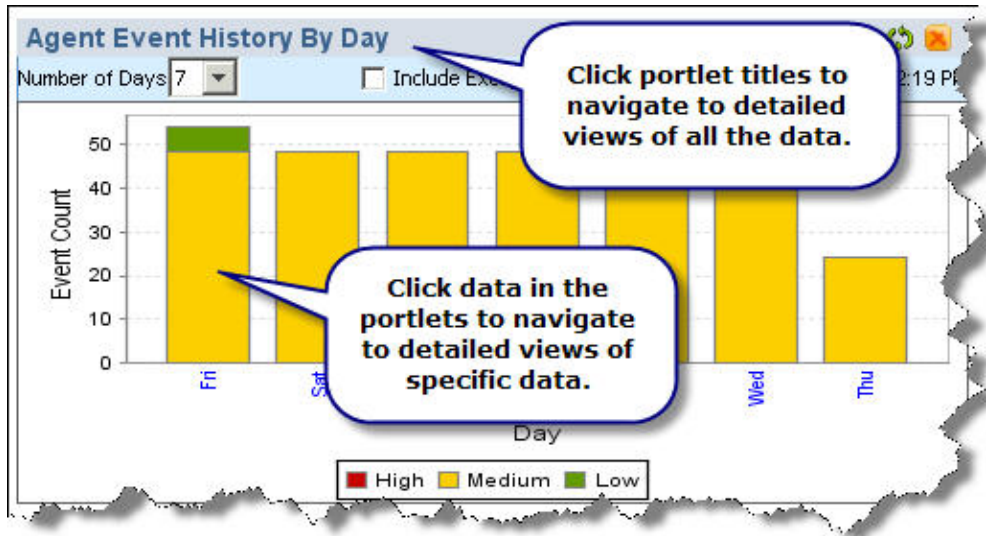 Agent Event History By Day
Number of Days 7
Include
2:19
Click portlet titles to
navigate to detailed
views of all the data.
50
40
30
20
10
0
Event Count
Click data in the
portlets to navigate
to detailed views of
specific data.
Fri
Sat
Wed
Thu
Day
High Medium Low